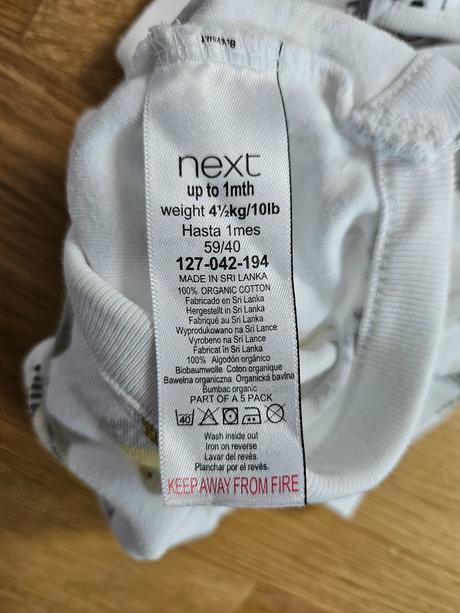 next
up to 1mth
weight 4½kg/10lb
Hasta 1mes
59/40
127-042-194
MADE IN SRI LANKA
100% ORGANIC COTTON
Fabricado en Sri Lanka
Hergestellt in Sri Lanka
Fabriqué au Sri Lanka
Wyprodukowano na Sri Lance
Vyrobeno na Sri Lance
Fabricat în Sri Lanka
100% Algodón orgánico
Biobaumwolle Coton organique
Bawełna organiczna Organická bavlna
Bumbac organic
PART OF A 5 PACK
40
Wash inside out
Iron on reverse
Lavar del revés.
Planchar por el revés.
KEEP AWAY FROM FIRE